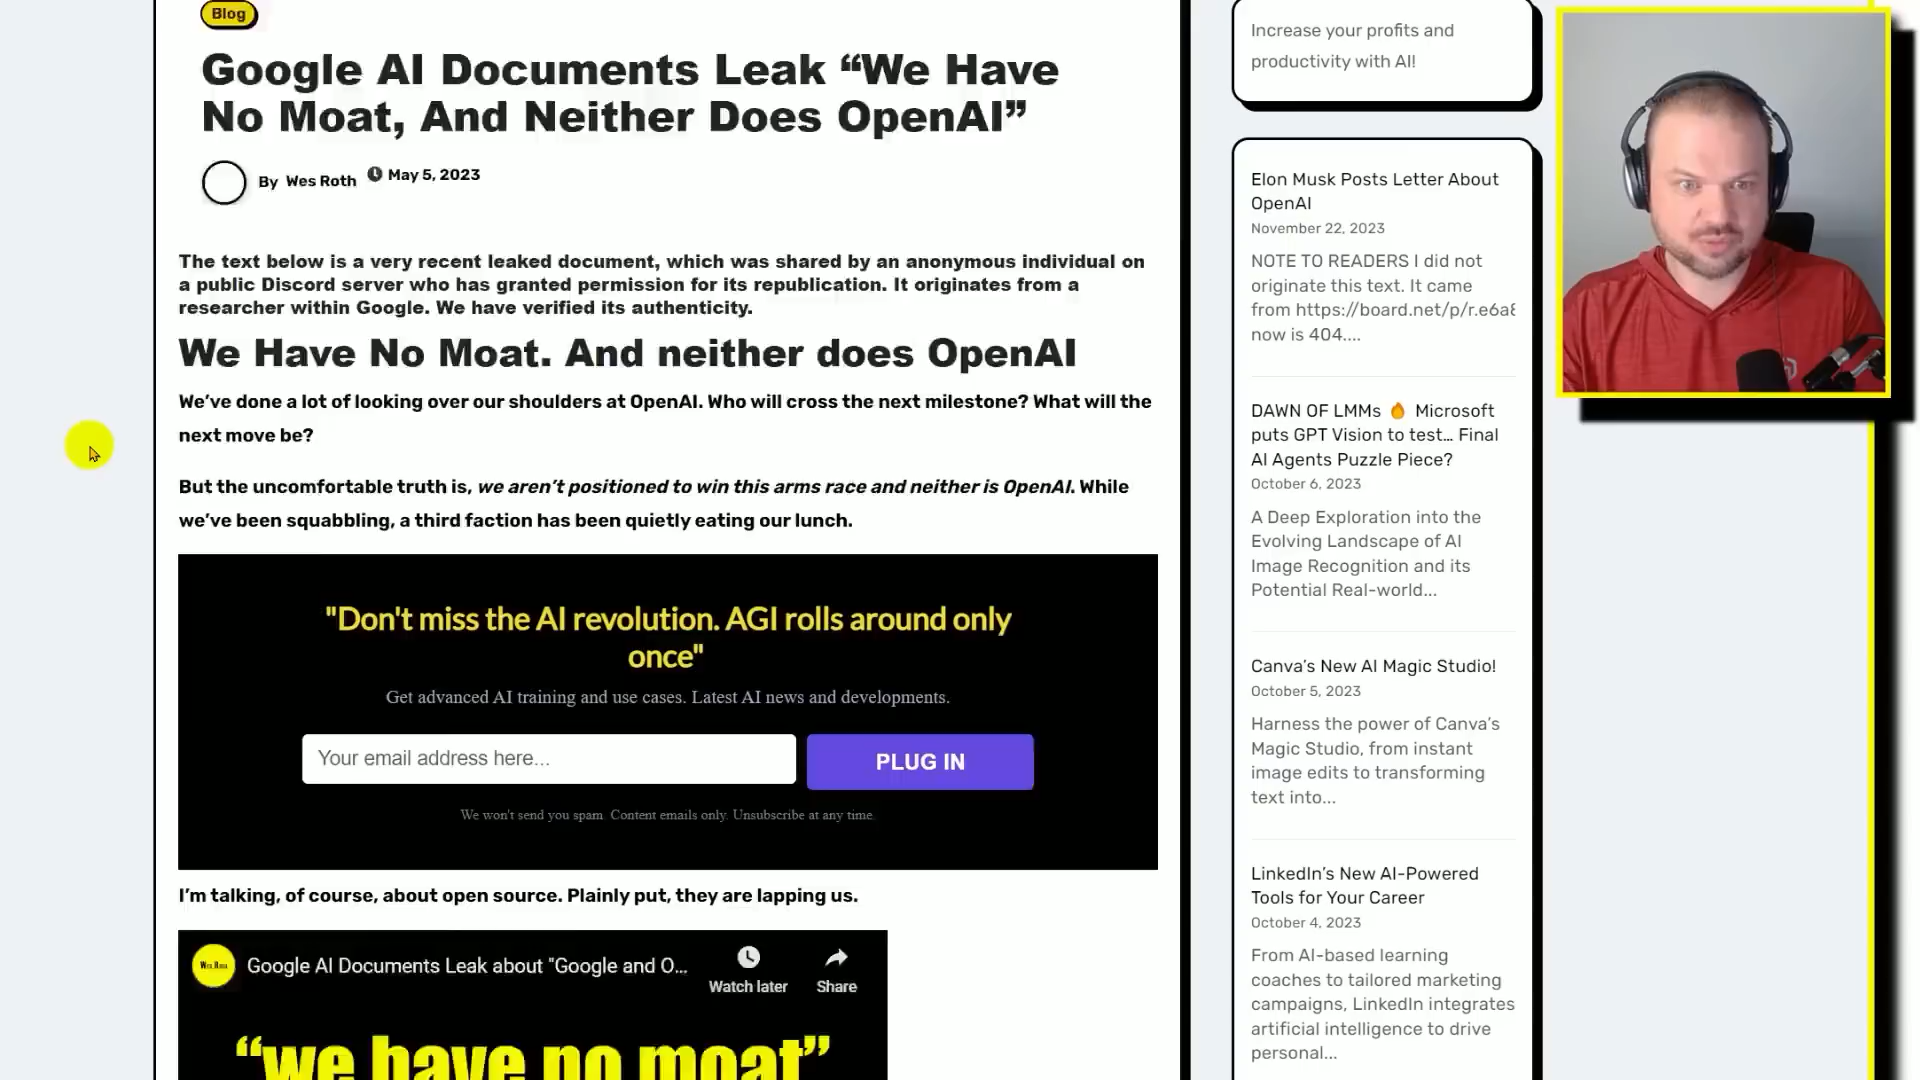 Blog
Google AI Documents Leak “We Have
No Moat, And Neither Does OpenAI”
By Wes Roth May 5, 2023
The text below is a very recent leaked document, which was shared by an anonymous individual on
a public Discord server who has granted permission for its republication. It originates from a
researcher within Google. We have verified its authenticity.
We Have No Moat. And neither does OpenAI
We’ve done a lot of looking over our shoulders at OpenAI. Who will cross the next milestone? What will the
next move be?
But the uncomfortable truth is, we aren’t positioned to win this arms race and neither is OpenAI. While
we’ve been squabbling, a third faction has been quietly eating our lunch.
"Don't miss the AI revolution. AGI rolls around only
once"
Get advanced AI training and use cases. Latest AI news and developments.
Your email address here...
PLUG IN
We won't send you spam. Content emails only. Unsubscribe at any time.
I’m talking, of course, about open source. Plainly put, they are lapping us.
Wes Roth
Google AI Documents Leak about "Google and O...
Watch later
Share
“we have no moat”
Increase your profits and
productivity with AI!
Elon Musk Posts Letter About
OpenAI
November 22, 2023
NOTE TO READERS I did not
originate this text. It came
from https://board.net/p/r.e6a8
now is 404....
DAWN OF LMMs 🔥 Microsoft
puts GPT Vision to test… Final
AI Agents Puzzle Piece?
October 6, 2023
A Deep Exploration into the
Evolving Landscape of AI
Image Recognition and its
Potential Real-world...
Canva’s New AI Magic Studio!
October 5, 2023
Harness the power of Canva’s
Magic Studio, from instant
image edits to transforming
text into...
LinkedIn’s New AI-Powered
Tools for Your Career
October 4, 2023
From AI-based learning
coaches to tailored marketing
campaigns, LinkedIn integrates
artificial intelligence to drive
personal...